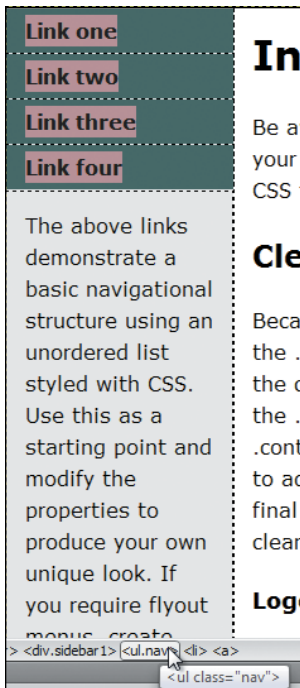 Link one
Link two
Link three
Link four
The above links
demonstrate a
basic navigational
structure using an
unordered list
styled with CSS.
Use this as a
starting point and
modify the
properties to
produce your own
unique look. If
you require flyout
menus, create
In
Be a
your
CSS
Cle
Beca
the .
the
the .
.cont
to a
final
clear
Logo
> <div.sidebar1> <ul.nav> <li> <a>
<ul class="nav">